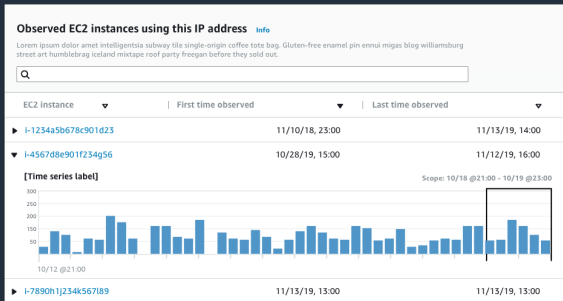 Observed EC2 instances using this IP address Info
Lorem ipsum dolor amet intelligentsia subway tile single-origin coffee tote bag. Gluten-free enamel pin ennui migas blog williamsburg
street art humblebrag iceland mixtape roof party freegan before they sold out.
EC2 instance First time observed Last time observed
i-1234a5b678c901d23 11/10/18, 23:00 11/13/19, 14:00
i-4567d8e901f234g56 10/28/19, 15:00 11/12/19, 16:00
[Time series label] Scope: 10/18 @21:00 - 10/19 @23:00
300
250
200
150
100
50
10/12 @21:00
i-7890h1j234k567l89 11/13/19, 13:00 11/13/19, 13:00